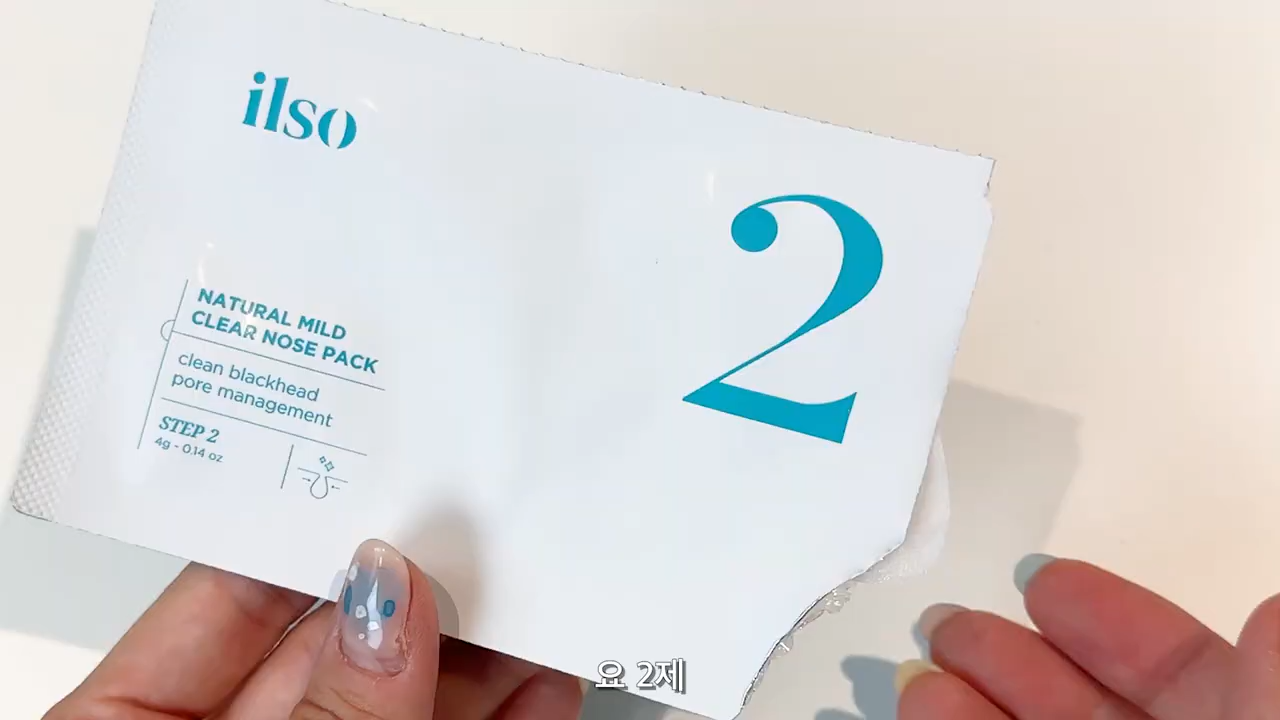 ilso
2
NATURAL MILD
CLEAR NOSE PACK
clean blackhead
pore management
STEP 2
4g - 0.14 oz
요 2제